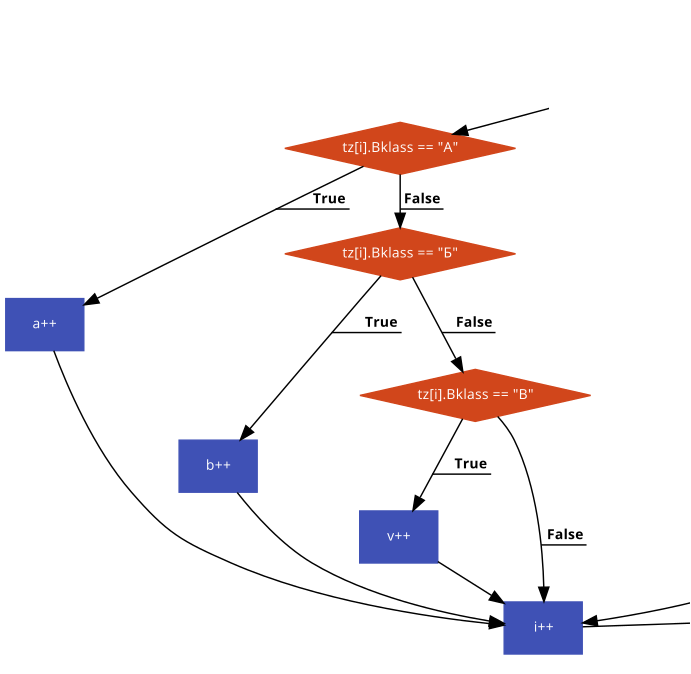 tz[i].Bklass == "А"
True
False
tz[i].Bklass == "Б"
a++
True
False
tz[i].Bklass == "В"
b++
True
v++
False
i++